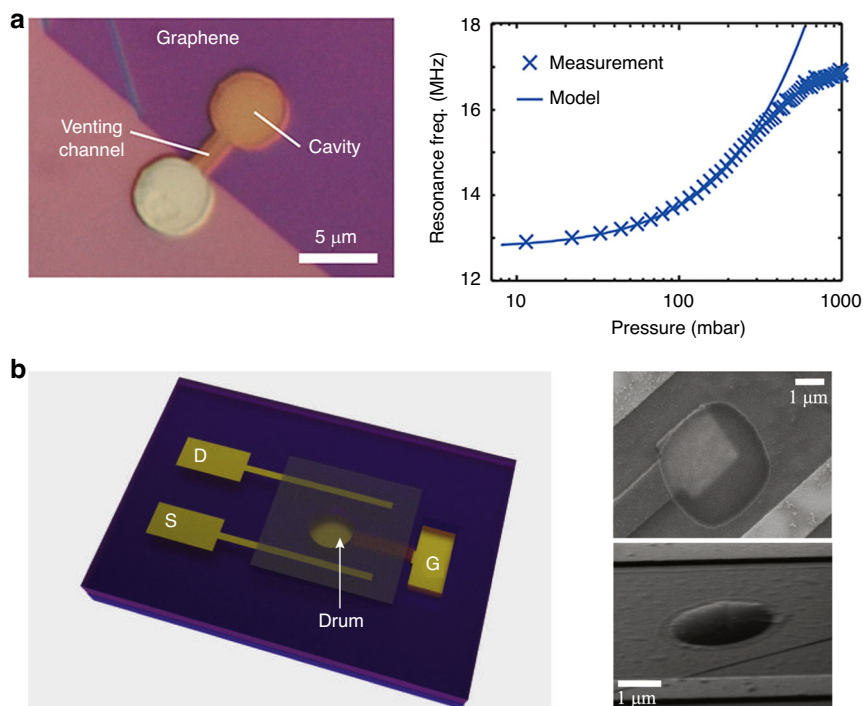 a
Graphene
Venting
channel
Cavity
5 μm
Resonance freq. (MHz)
18
16
14
12
Measurement
Model
10
100
1000
Pressure (mbar)
b
D
S
G
Drum
1 μm
1 μm